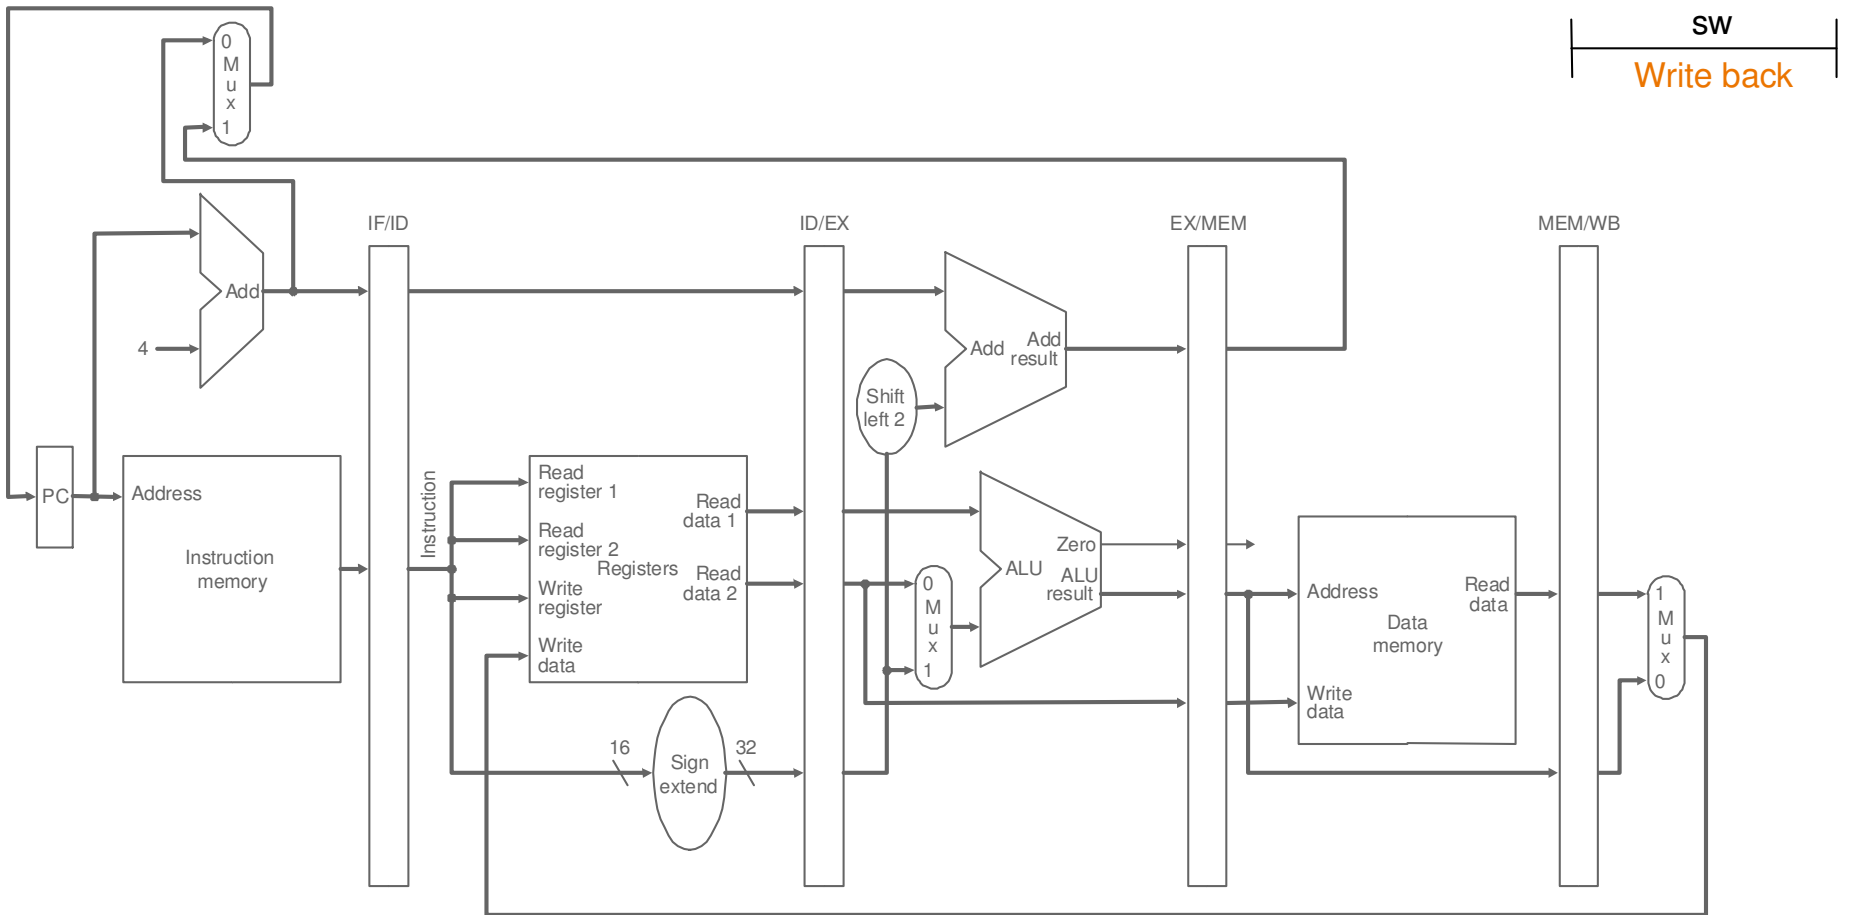 SW
Write back
0
M
u
x
1
IF/ID
ID/EX
EX/MEM
MEM/WB
Add
4
Add
Add
result
Shift
left 2
PC
Address
Instruction
memory
Instruction
Read
register 1
Read
register 2
Write
register
Write
data
Registers
Read
data 1
Read
data 2
16
Sign
extend
32
0
M
u
x
1
Zero
ALU
ALU
result
Address
Read
data
Data
memory
Write
data
1
M
u
x
0